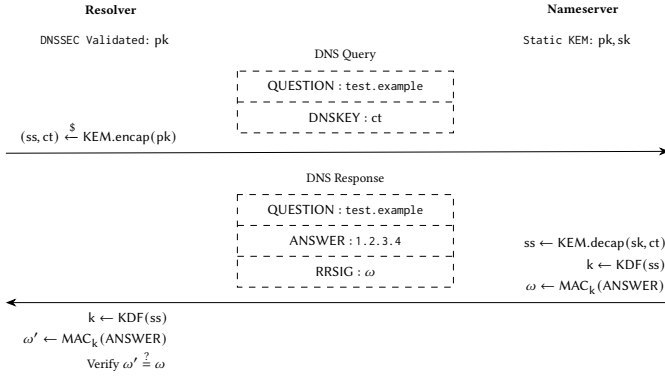 Resolver
Nameserver
DNSSEC Validated: pk
Static KEM: pk, sk
DNS Query
QUESTION : test.example
DNSKEY : ct
(ss, ct) ←$ KEM.encap(pk)
DNS Response
QUESTION : test.example
ANSWER : 1.2.3.4
RRSIG : ω
ss ← KEM.decap(sk, ct)
k ← KDF(ss)
ω ← MACₖ(ANSWER)
k ← KDF(ss)
ω′ ← MACₖ(ANSWER)
Verify ω′ ≟ ω